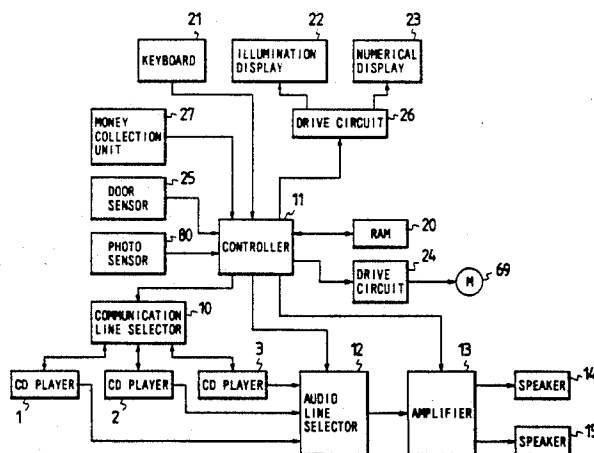 21
22
23
KEYBOARD
ILLUMINATION
DISPLAY
NUMERICAL
DISPLAY
27
MONEY
COLLECTION
UNIT
DRIVE CIRCUIT
26
25
DOOR
SENSOR
11
80
PHOTO
SENSOR
CONTROLLER
RAM
20
DRIVE
CIRCUIT
24
M
69
COMMUNICATION
LINE SELECTOR
10
3
12
13
CD PLAYER
CD PLAYER
CD PLAYER
1
2
AUDIO
LINE
SELECTOR
AMPLIFIER
SPEAKER
14
SPEAKER
15